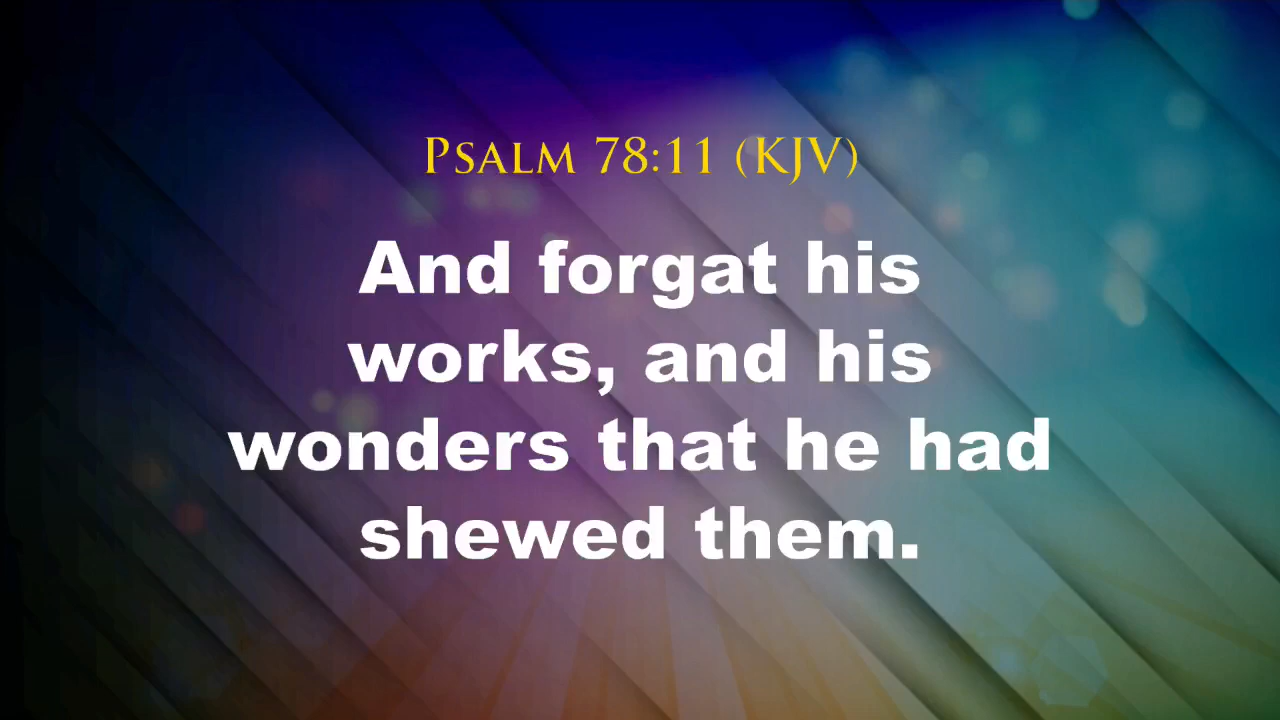 Psalm 78:11 (KJV)
And forgat his
works, and his
wonders that he had
shewed them.